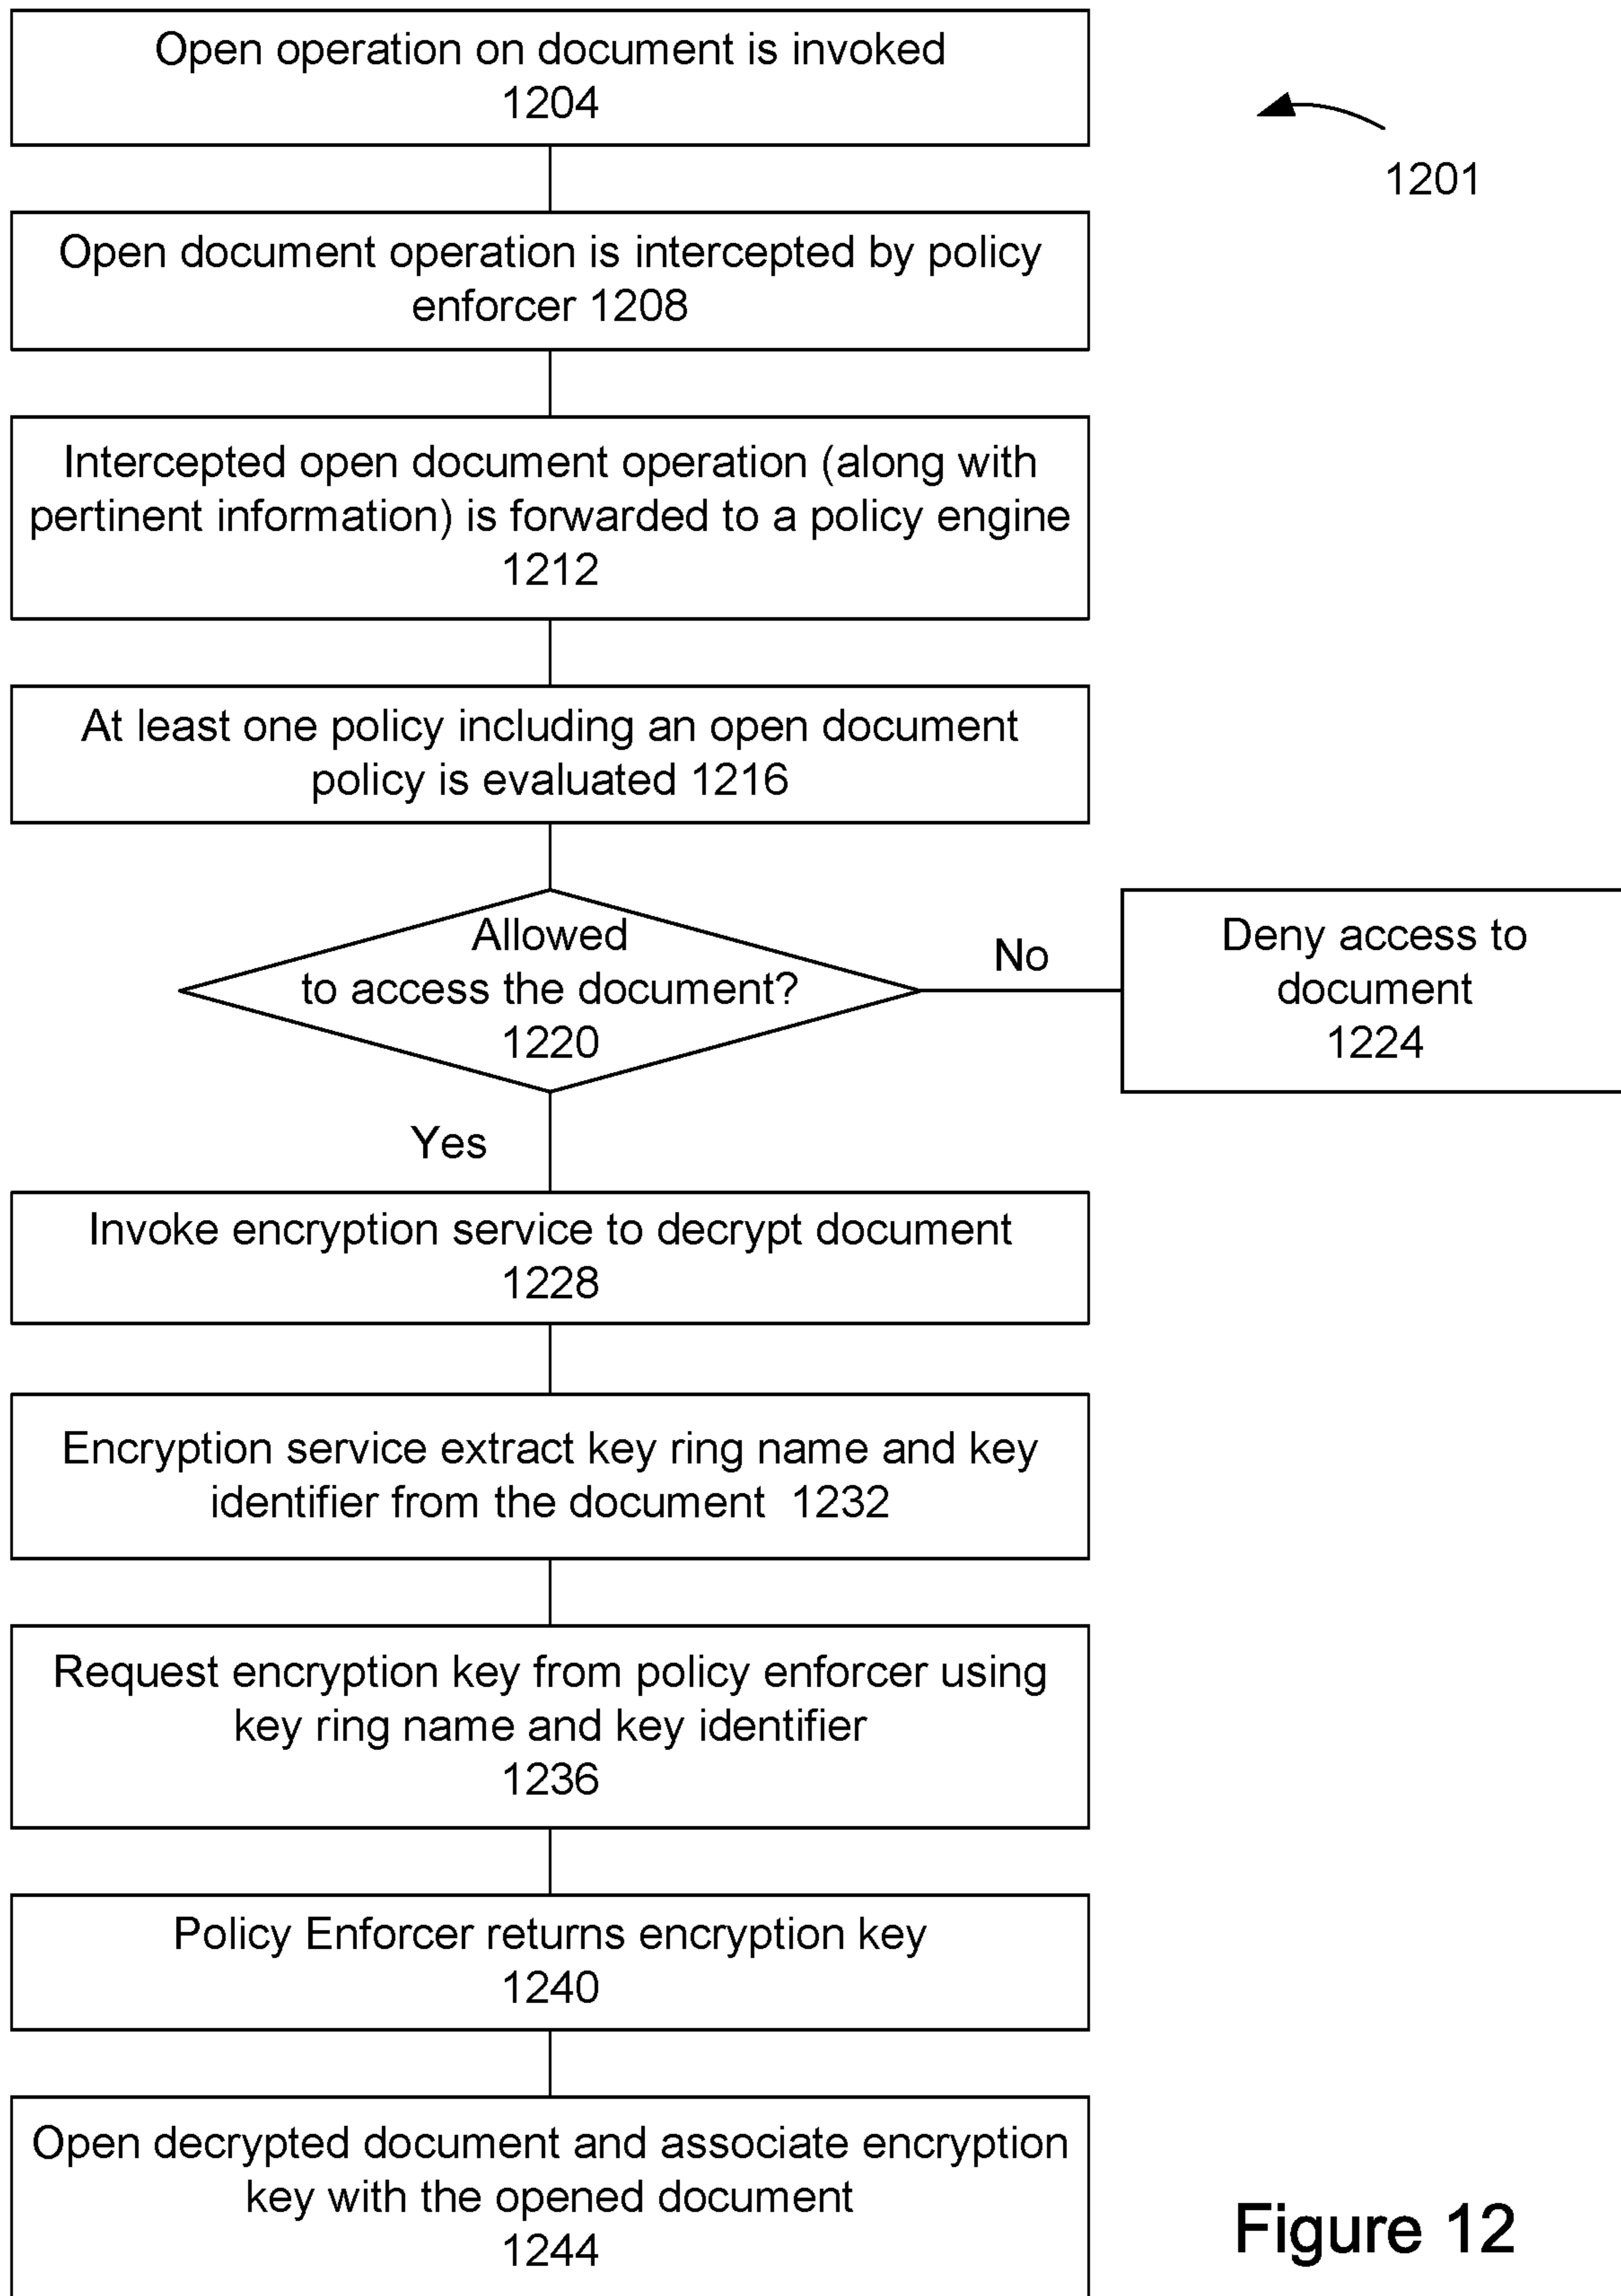 Open operation on document is invoked
1204
1201
Open document operation is intercepted by policy
enforcer 1208
Intercepted open document operation (along with
pertinent information) is forwarded to a policy engine
1212
At least one policy including an open document
policy is evaluated 1216
Allowed
to access the document?
1220
No
Deny access to
document
1224
Yes
Invoke encryption service to decrypt document
1228
Encryption service extract key ring name and key
identifier from the document 1232
Request encryption key from policy enforcer using
key ring name and key identifier
1236
Policy Enforcer returns encryption key
1240
Open decrypted document and associate encryption
key with the opened document
1244
Figure 12